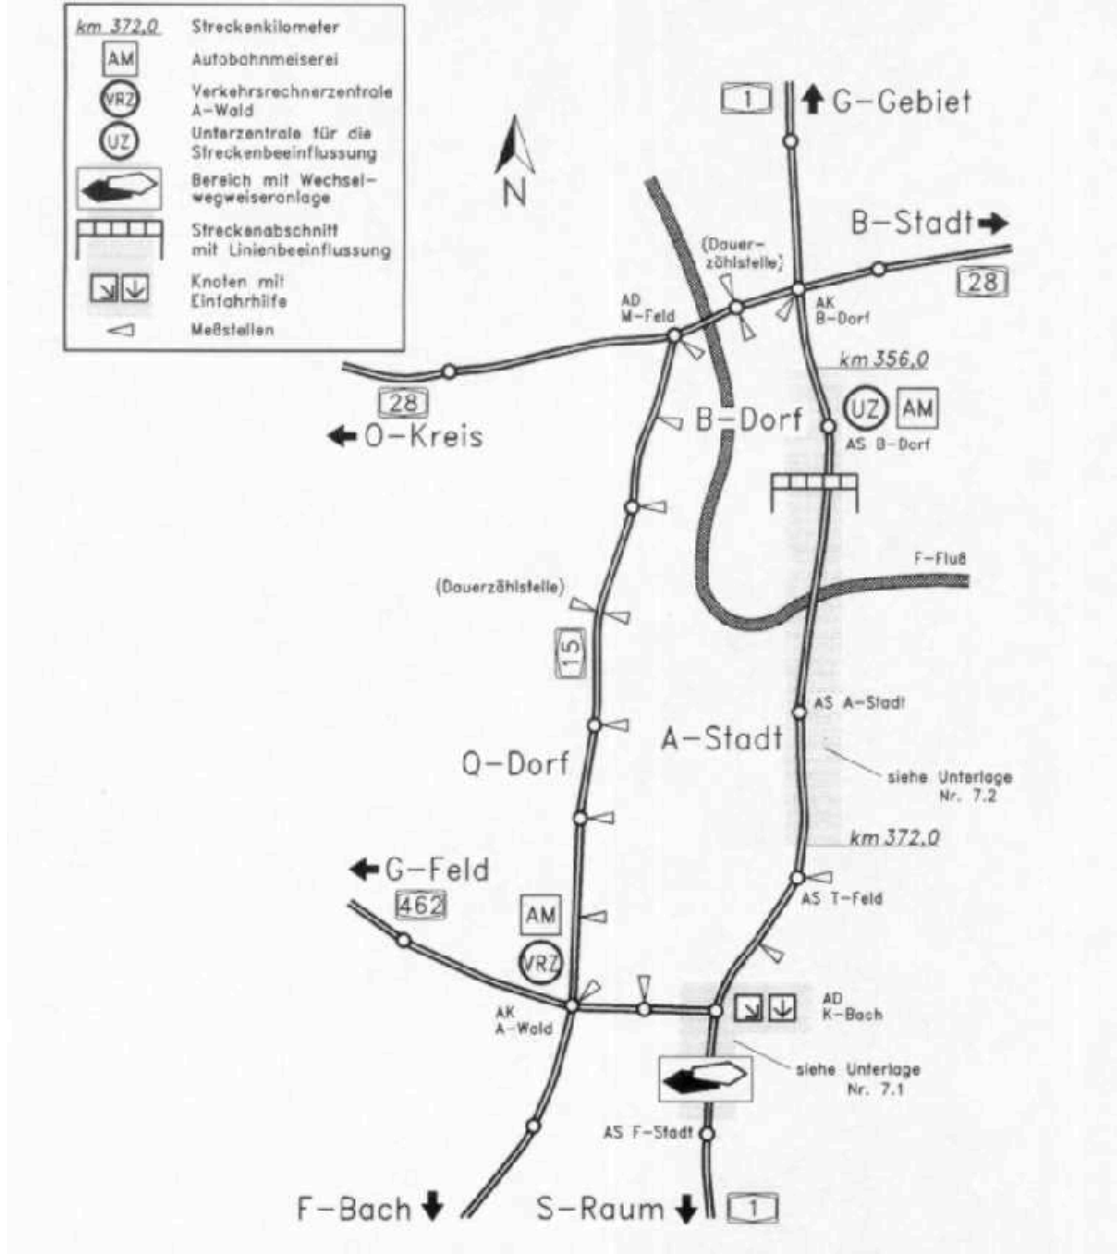 km 372,0 Streckenkilometer
AM Autobahnmeiserei
VRZ Verkehrsrechnerzentrale
A-Wald
UZ Unterzentrale für die
Streckenbeeinflussung
Bereich mit Wechsel-
wegweiseranlage
Streckenabschnitt
mit Linienbeeinflussung
Knoten mit
Einfahrhilfe
Meßstellen
N
1
G-Gebiet
B-Stadt
28
(Dauer-
zählstelle)
AD
M-Feld
AK
B-Dorf
km 356,0
28
O-Kreis
B-Dorf
UZ AM
AS B-Dorf
F-Fluß
(Dauerzählstelle)
15
AS A-Stadt
A-Stadt
Q-Dorf
siehe Unterlage
Nr. 7.2
km 372,0
G-Feld
462
AS T-Feld
AM
VRZ
AK
A-Wald
AD
K-Bach
siehe Unterlage
Nr. 7.1
AS F-Stadt
F-Bach
S-Raum
1